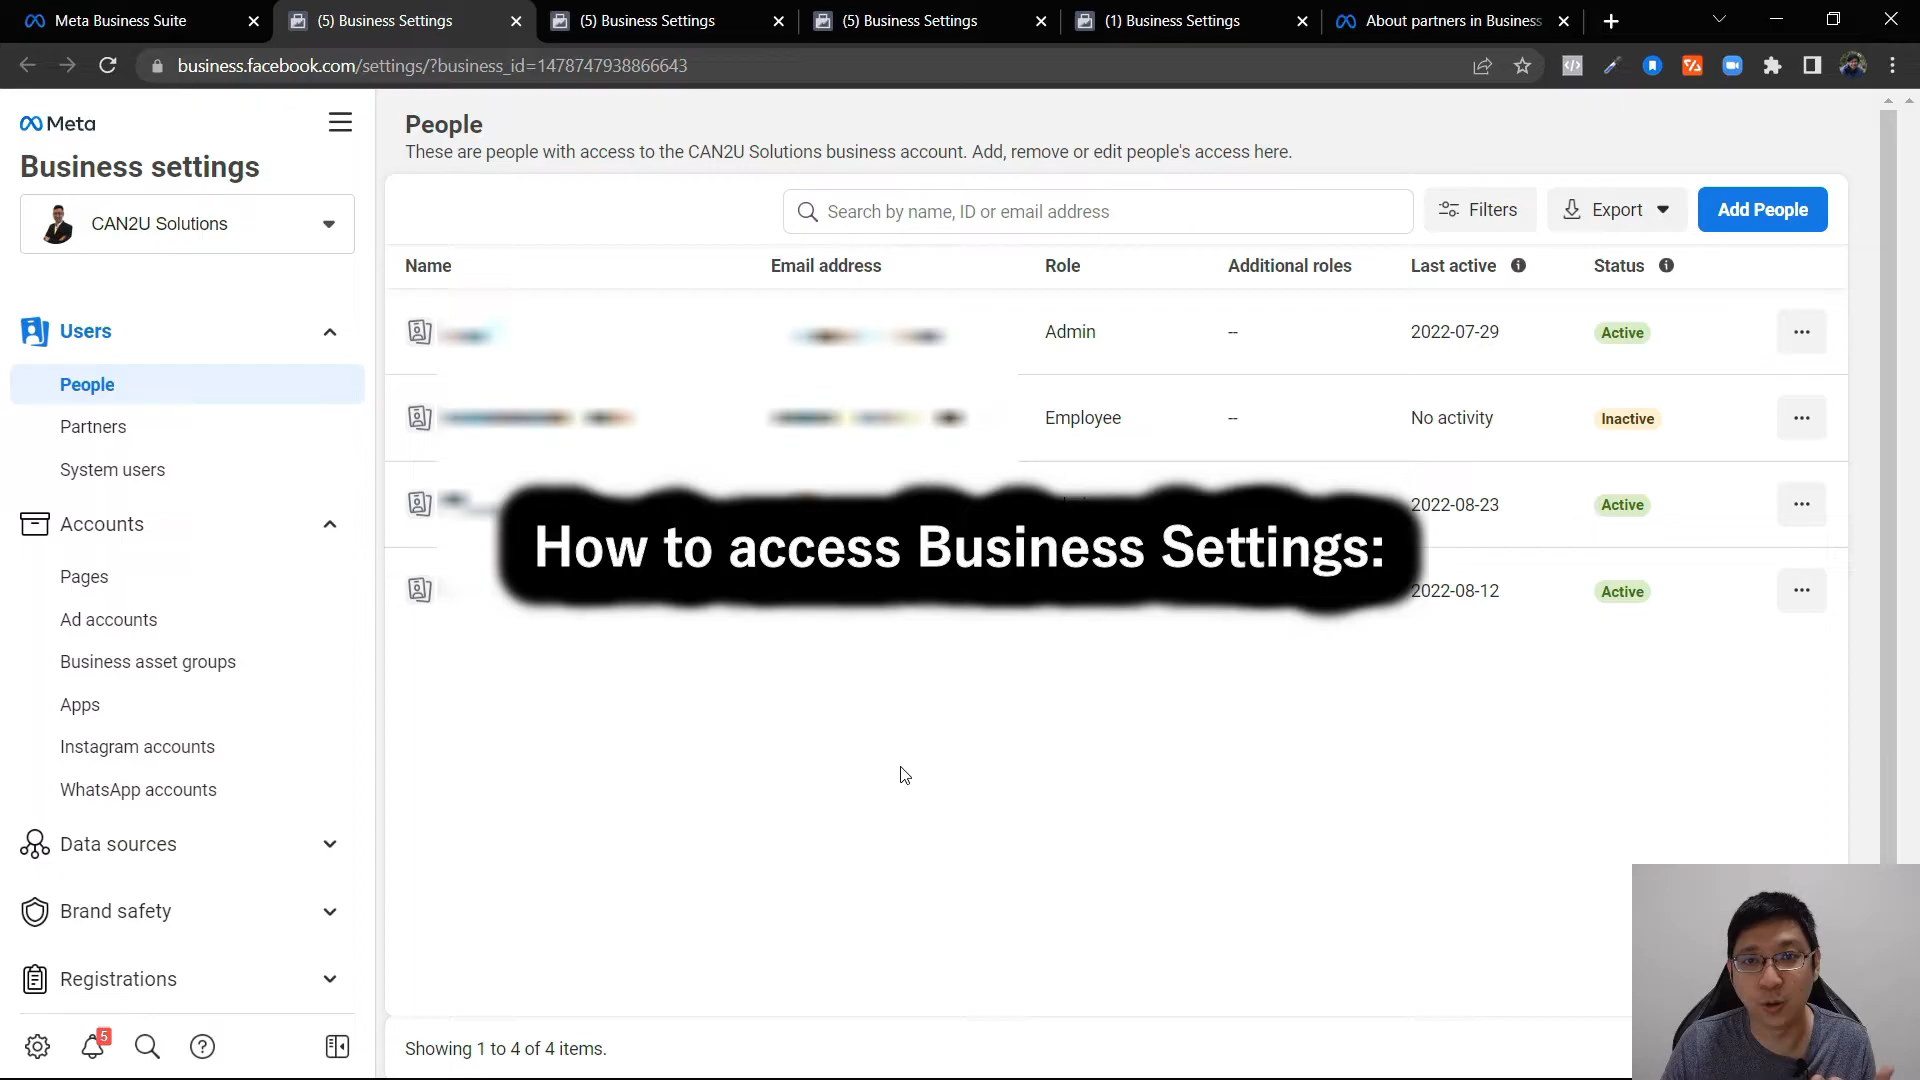 Meta Business Suite
(5) Business Settings
(5) Business Settings
(5) Business Settings
(1) Business Settings
About partners in Business
business.facebook.com/settings/?business_id=1478747938866643
Meta
Business settings
CAN2U Solutions
Users
People
Partners
System users
Accounts
Pages
Ad accounts
Business asset groups
Apps
Instagram accounts
WhatsApp accounts
Data sources
Brand safety
Registrations
5
People
These are people with access to the CAN2U Solutions business account. Add, remove or edit people's access here.
Search by name, ID or email address
Filters
Export
Add People
Name Email address Role Additional roles Last active Status
Admin -- 2022-07-29 Active
Employee -- No activity Inactive
2022-08-23 Active
How to access Business Settings:
2022-08-12 Active
Showing 1 to 4 of 4 items.